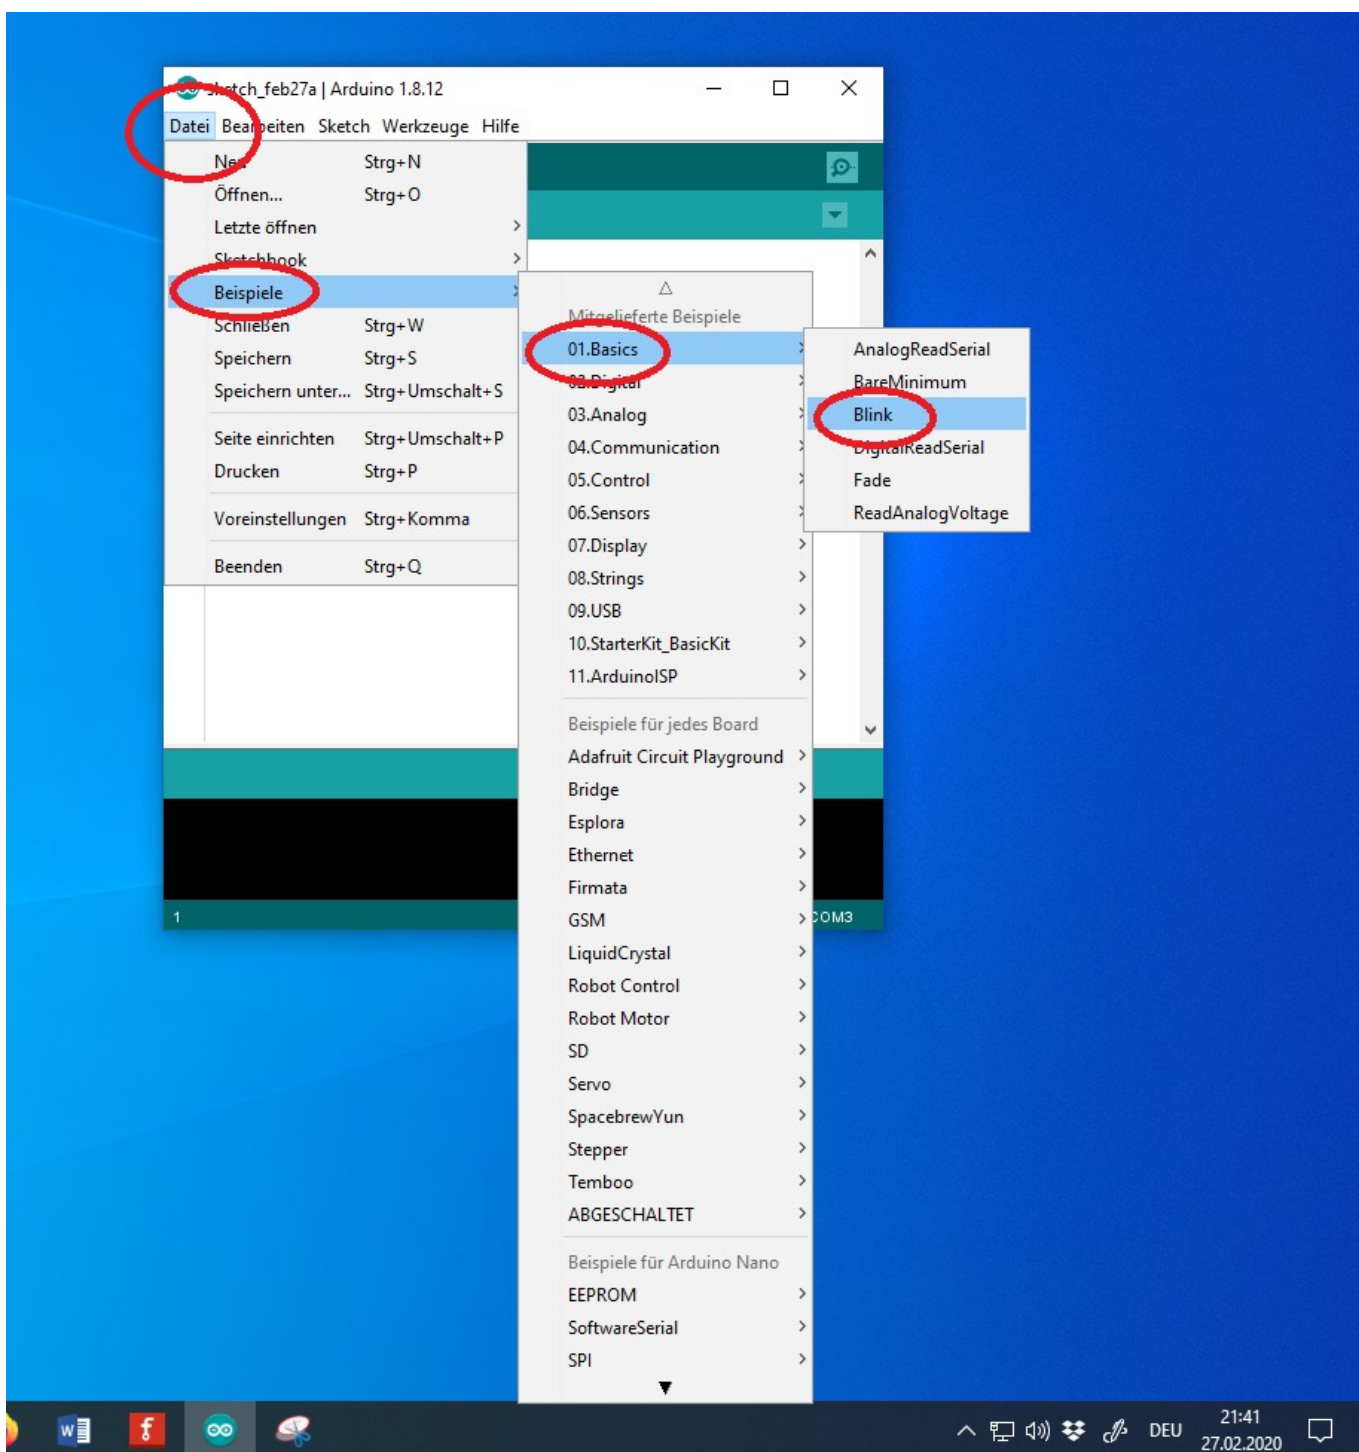 sketch_feb27a | Arduino 1.8.12
Datei Bearbeiten Sketch Werkzeuge Hilfe
Neu Strg+N
Öffnen... Strg+O
Letzte öffnen
Sketchbook
Beispiele
Schließen Strg+W
Speichern Strg+S
Speichern unter... Strg+Umschalt+S
Seite einrichten Strg+Umschalt+P
Drucken Strg+P
Voreinstellungen Strg+Komma
Beenden Strg+Q
Mitgelieferte Beispiele
01.Basics
02.Digital
03.Analog
04.Communication
05.Control
06.Sensors
07.Display
08.Strings
09.USB
10.StarterKit_BasicKit
11.ArduinoISP
Beispiele für jedes Board
Adafruit Circuit Playground
Bridge
Esplora
Ethernet
Firmata
GSM
LiquidCrystal
Robot Control
Robot Motor
SD
Servo
SpacebrewYun
Stepper
Temboo
ABGESCHALTET
Beispiele für Arduino Nano
EEPROM
SoftwareSerial
SPI
AnalogReadSerial
BareMinimum
Blink
DigitalReadSerial
Fade
ReadAnalogVoltage
1 COM3
DEU
21:41
27.02.2020